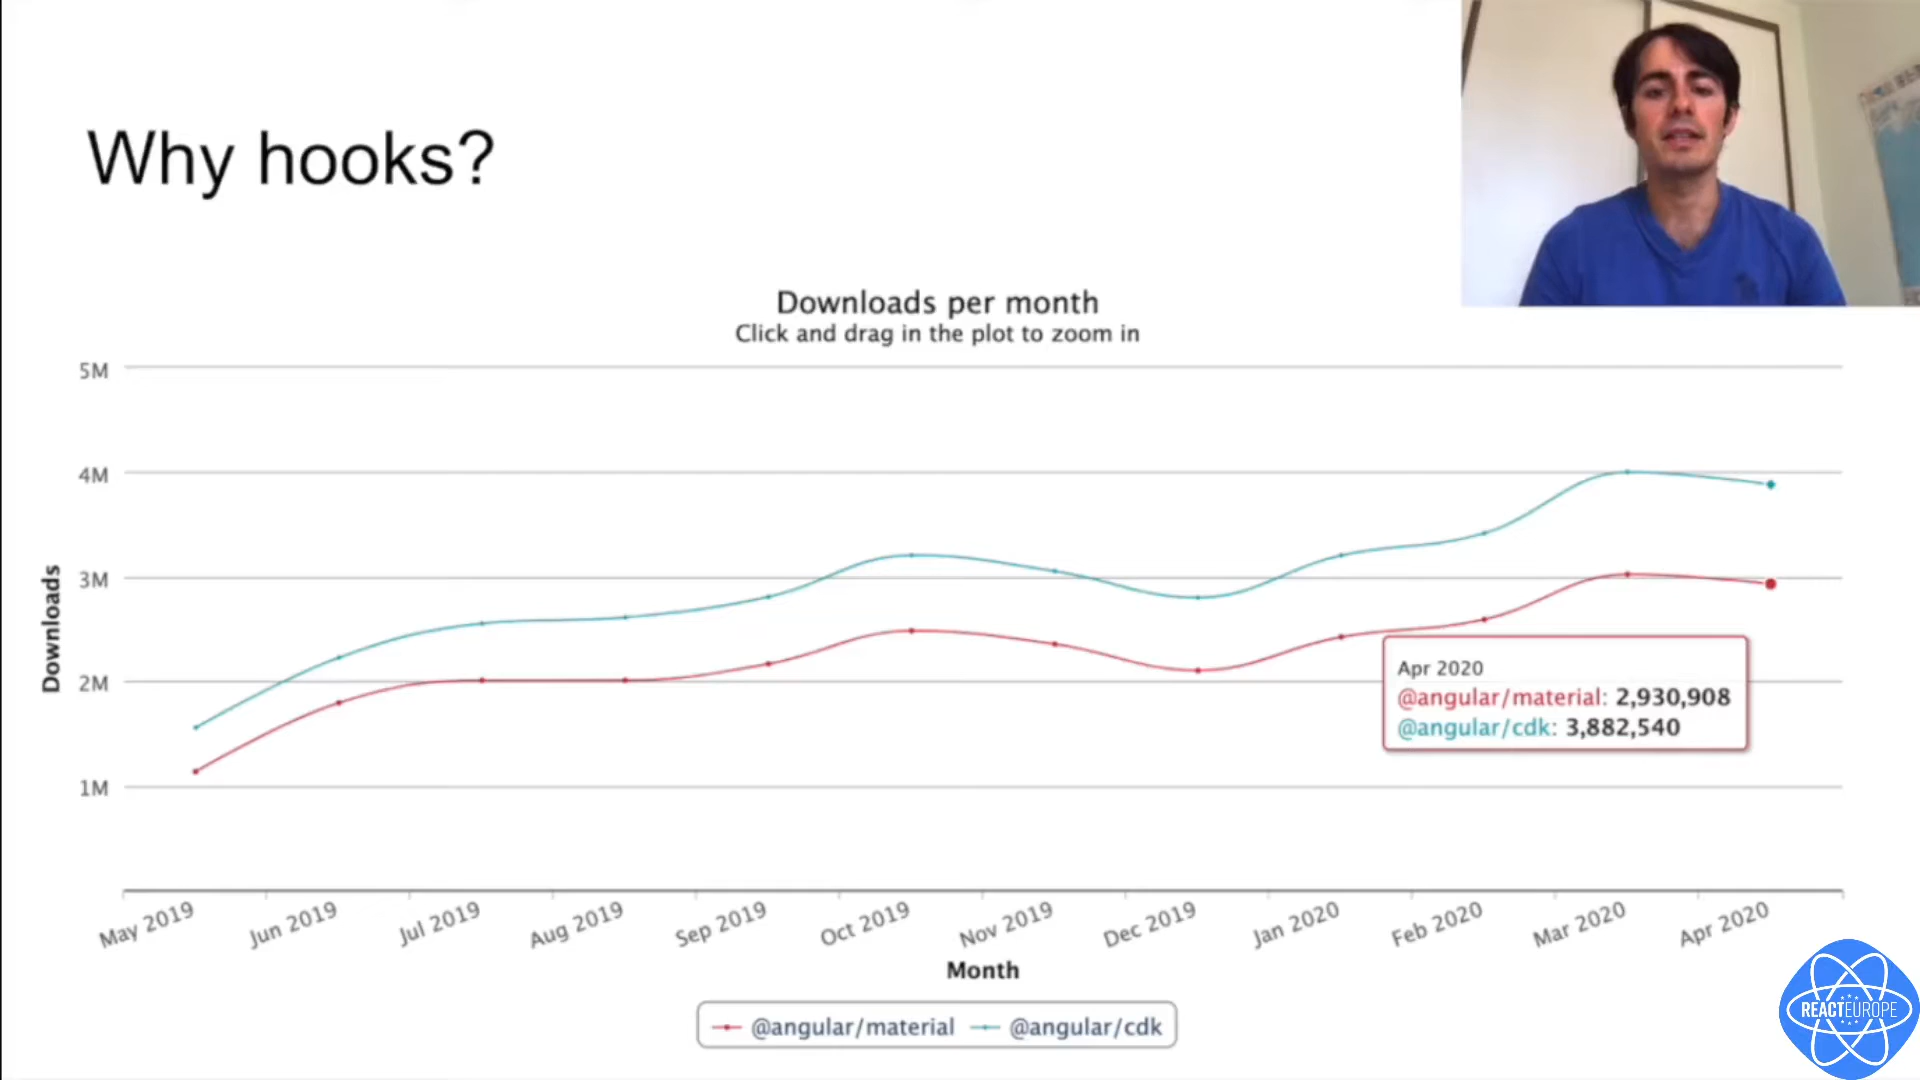 Why hooks?
Downloads per month
Click and drag in the plot to zoom in
5M
4M
3M
2M
1M
Downloads
Apr 2020
@angular/material: 2,930,908
@angular/cdk: 3,882,540
May 2019
Jun 2019
Jul 2019
Aug 2019
Sep 2019
Oct 2019
Nov 2019
Dec 2019
Jan 2020
Feb 2020
Mar 2020
Apr 2020
Month
@angular/material
@angular/cdk
REACTEUROPE